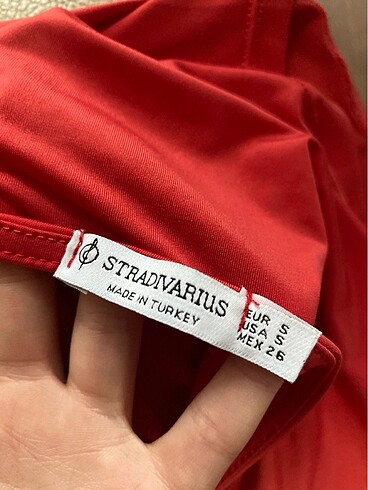 STRADIVARIUS
MADE IN TURKEY
EUR S
USA S
MEX 26